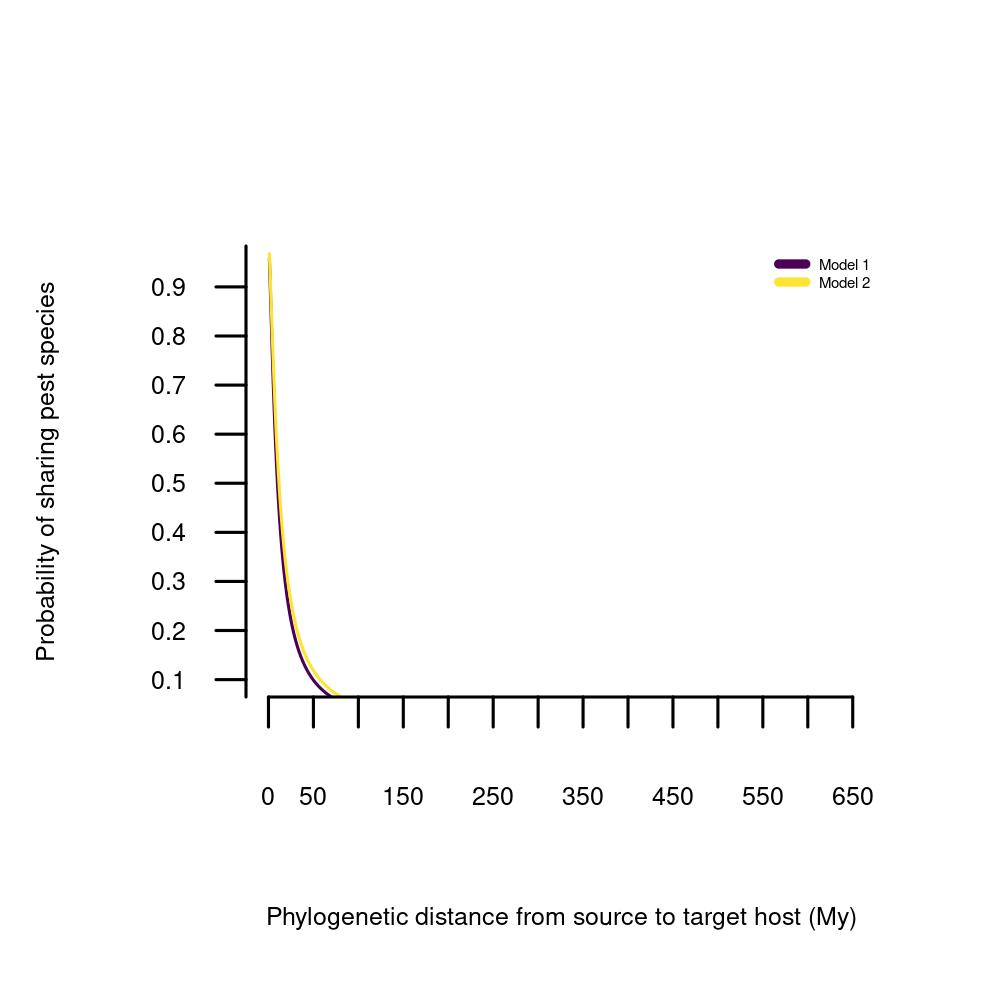 Model 1
Model 2
0.9
0.8
0.7
0.6
0.5
0.4
0.3
0.2
0.1
Probability of sharing pest species
0 50 150 250 350 450 550 650
Phylogenetic distance from source to target host (My)